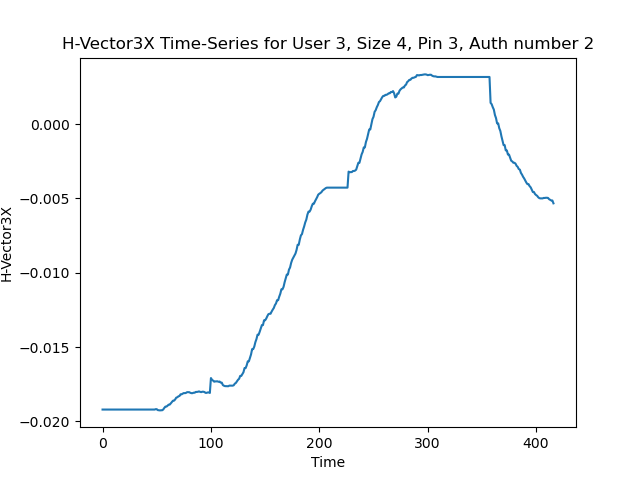 H-Vector3X Time-Series for User 3, Size 4, Pin 3, Auth number 2
H-Vector3X
0.000
−0.005
−0.010
−0.015
−0.020
0 100 200 300 400
Time